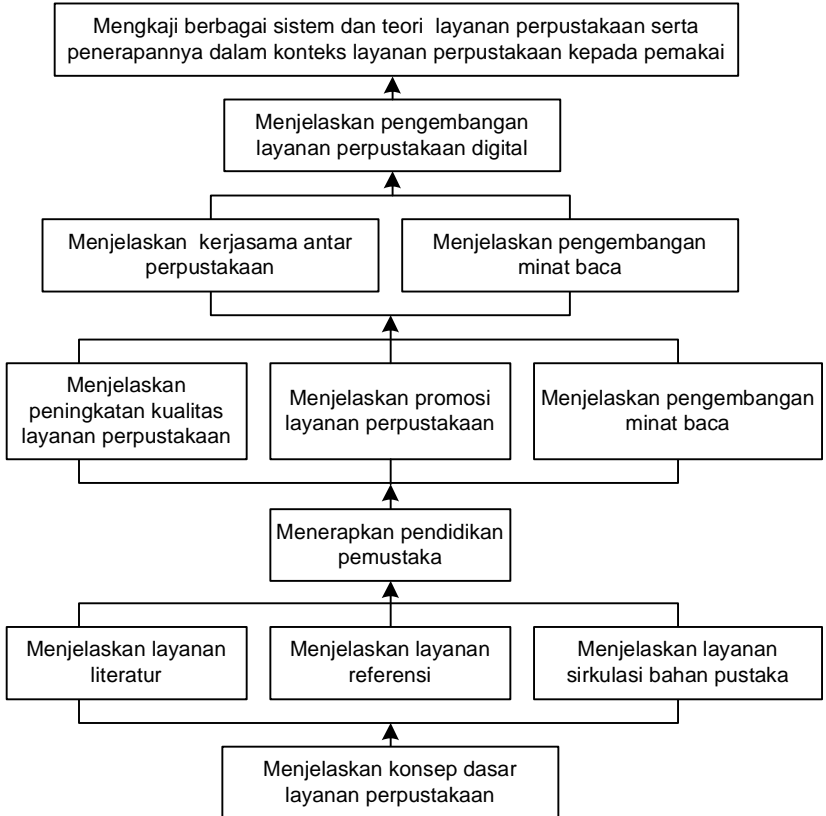 Mengkaji berbagai sistem dan teori layanan perpustakaan serta
penerapannya dalam konteks layanan perpustakaan kepada pemakai
Menjelaskan pengembangan
layanan perpustakaan digital
Menjelaskan kerjasama antar
perpustakaan
Menjelaskan pengembangan
minat baca
Menjelaskan
peningkatan kualitas
layanan perpustakaan
Menjelaskan promosi
layanan perpustakaan
Menjelaskan pengembangan
minat baca
Menerapkan pendidikan
pemustaka
Menjelaskan layanan
literatur
Menjelaskan layanan
referensi
Menjelaskan layanan
sirkulasi bahan pustaka
Menjelaskan konsep dasar
layanan perpustakaan